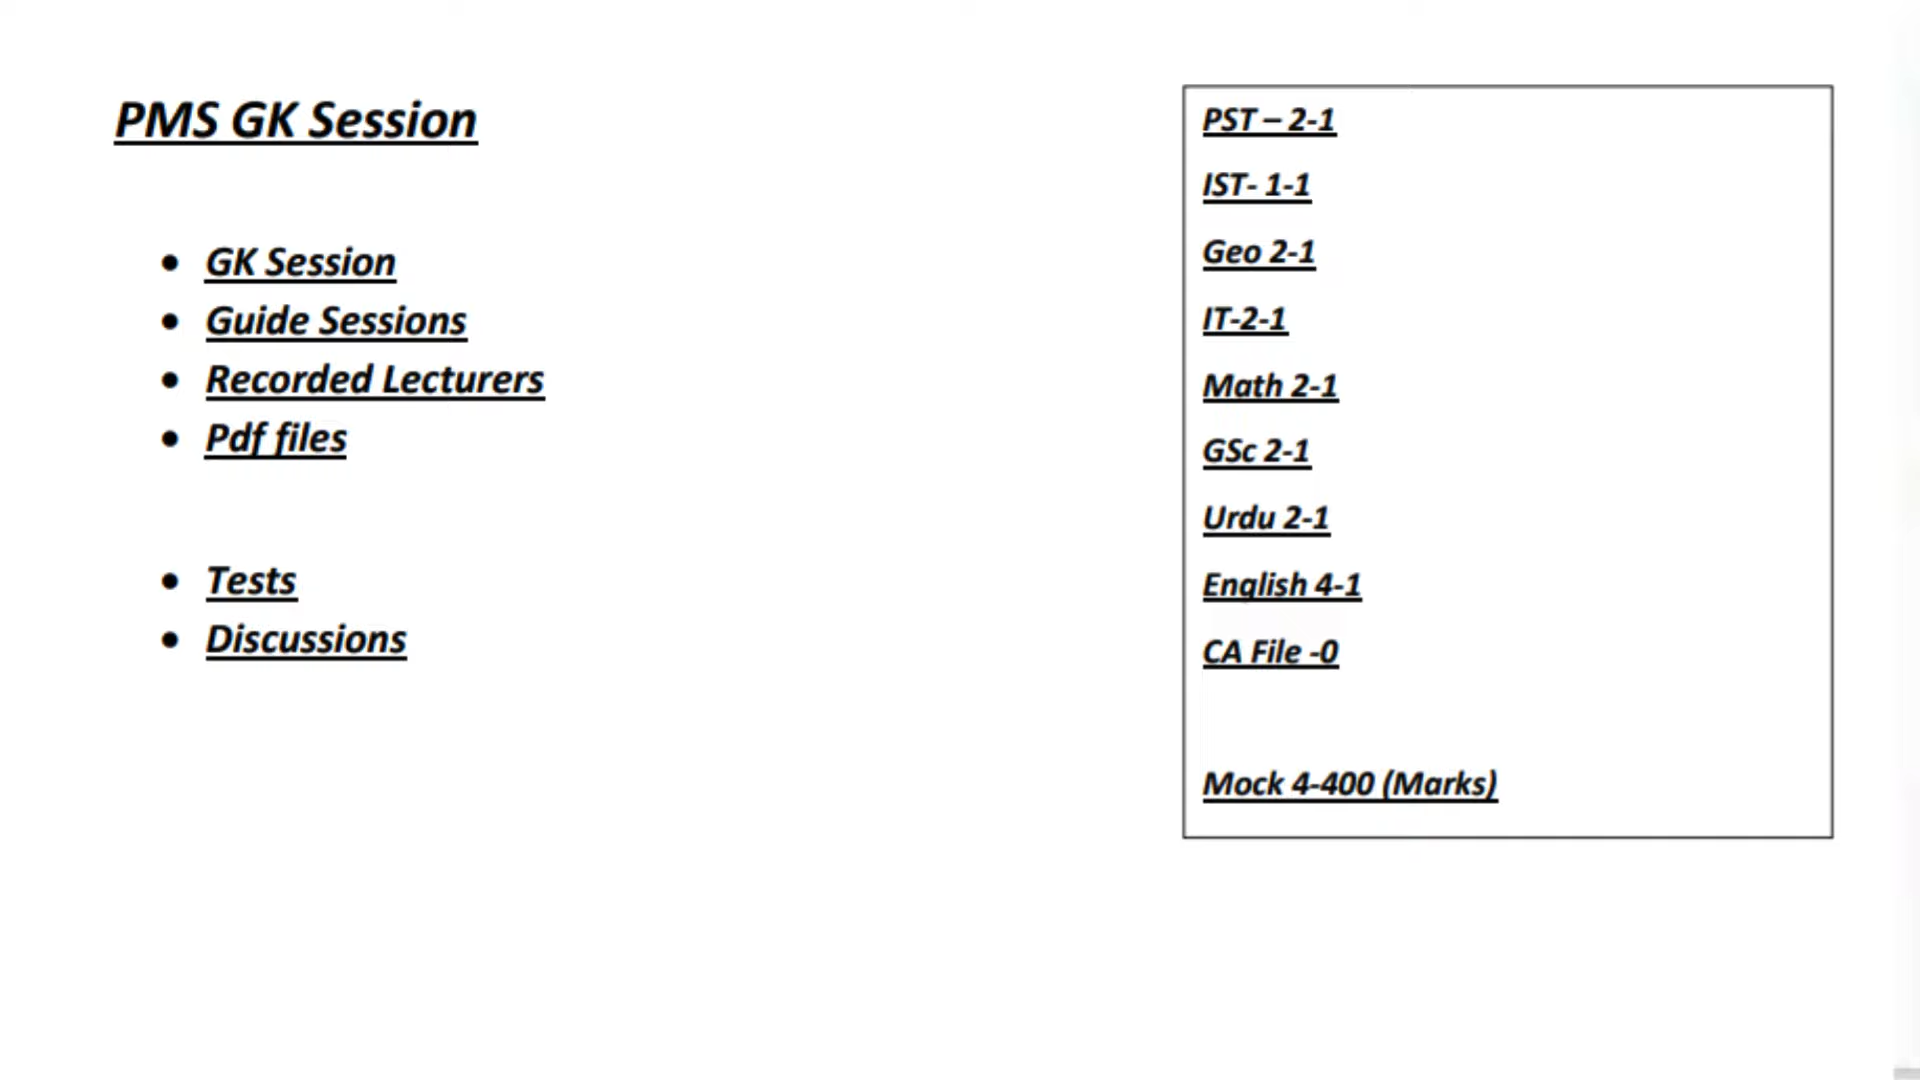 PMS GK Session
• GK Session
• Guide Sessions
• Recorded Lecturers
• Pdf files
• Tests
• Discussions
PST – 2-1
IST- 1-1
Geo 2-1
IT-2-1
Math 2-1
GSc 2-1
Urdu 2-1
English 4-1
CA File -0
Mock 4-400 (Marks)